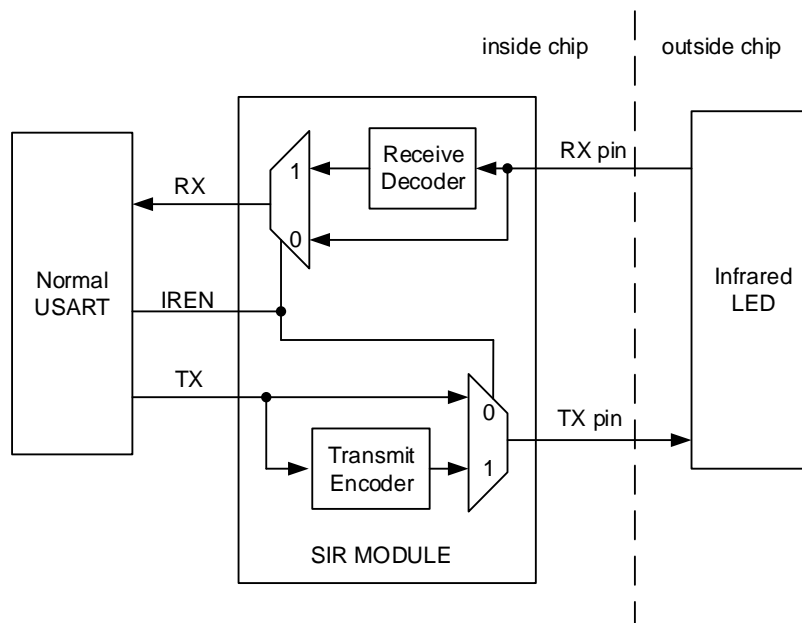 inside chip
outside chip
Receive
Decoder
1
0
RX pin
RX
Normal
USART
IREN
Infrared
LED
TX
0
1
TX pin
Transmit
Encoder
SIR MODULE